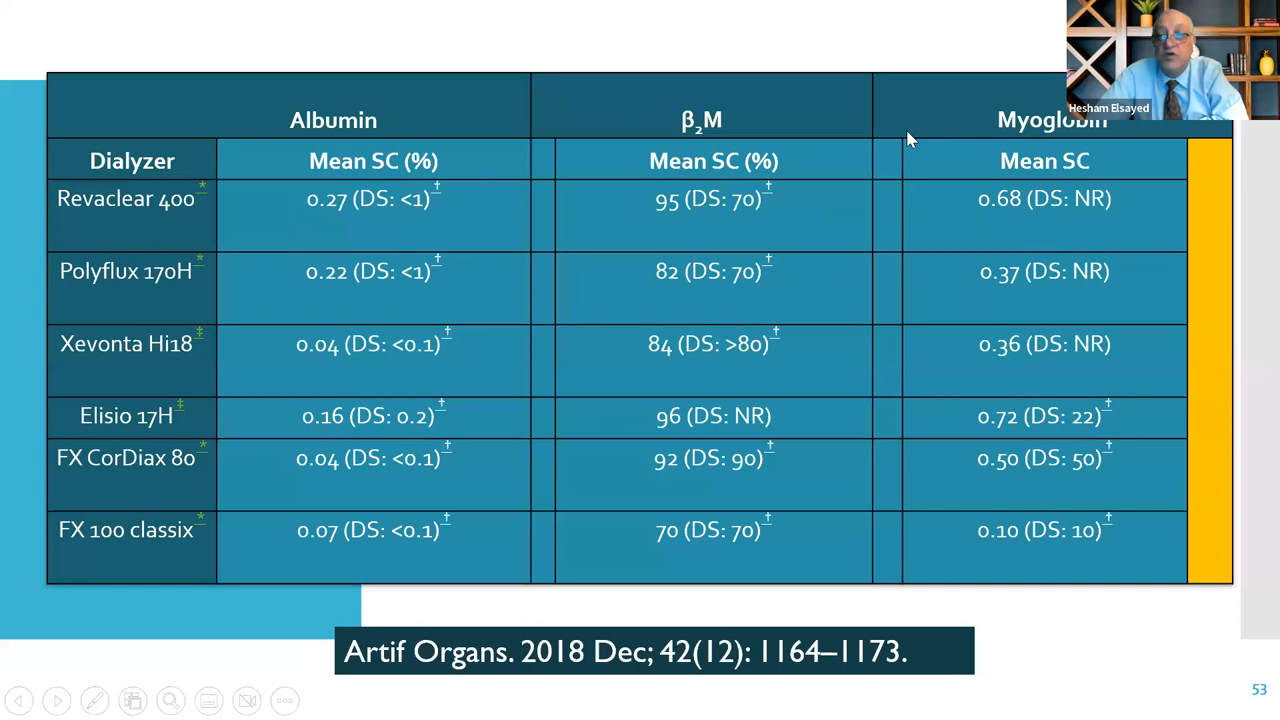 Hesham Elsayed
Albumin β₂M Myoglobin
Dialyzer Mean SC (%) Mean SC (%) Mean SC
Revaclear 400* 0.27 (DS: <1)† 95 (DS: 70)† 0.68 (DS: NR)
Polyflux 170H* 0.22 (DS: <1)† 82 (DS: 70)† 0.37 (DS: NR)
Xevonta Hi18‡ 0.04 (DS: <0.1)† 84 (DS: >80)† 0.36 (DS: NR)
Elisio 17H‡ 0.16 (DS: 0.2)† 96 (DS: NR) 0.72 (DS: 22)†
FX CorDiax 80* 0.04 (DS: <0.1)† 92 (DS: 90)† 0.50 (DS: 50)†
FX 100 classix* 0.07 (DS: <0.1)† 70 (DS: 70)† 0.10 (DS: 10)†
Artif Organs. 2018 Dec; 42(12): 1164–1173.
53